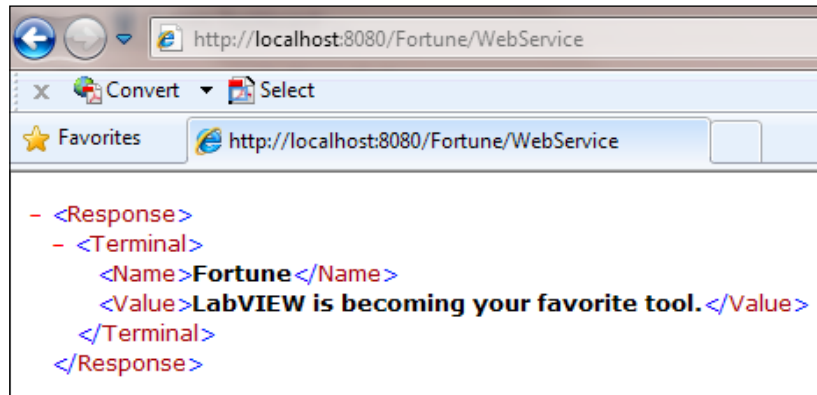 http://localhost:8080/Fortune/WebService
x Convert Select
Favorites http://localhost:8080/Fortune/WebService
- <Response>
- <Terminal>
<Name>Fortune</Name>
<Value>LabVIEW is becoming your favorite tool.</Value>
</Terminal>
</Response>